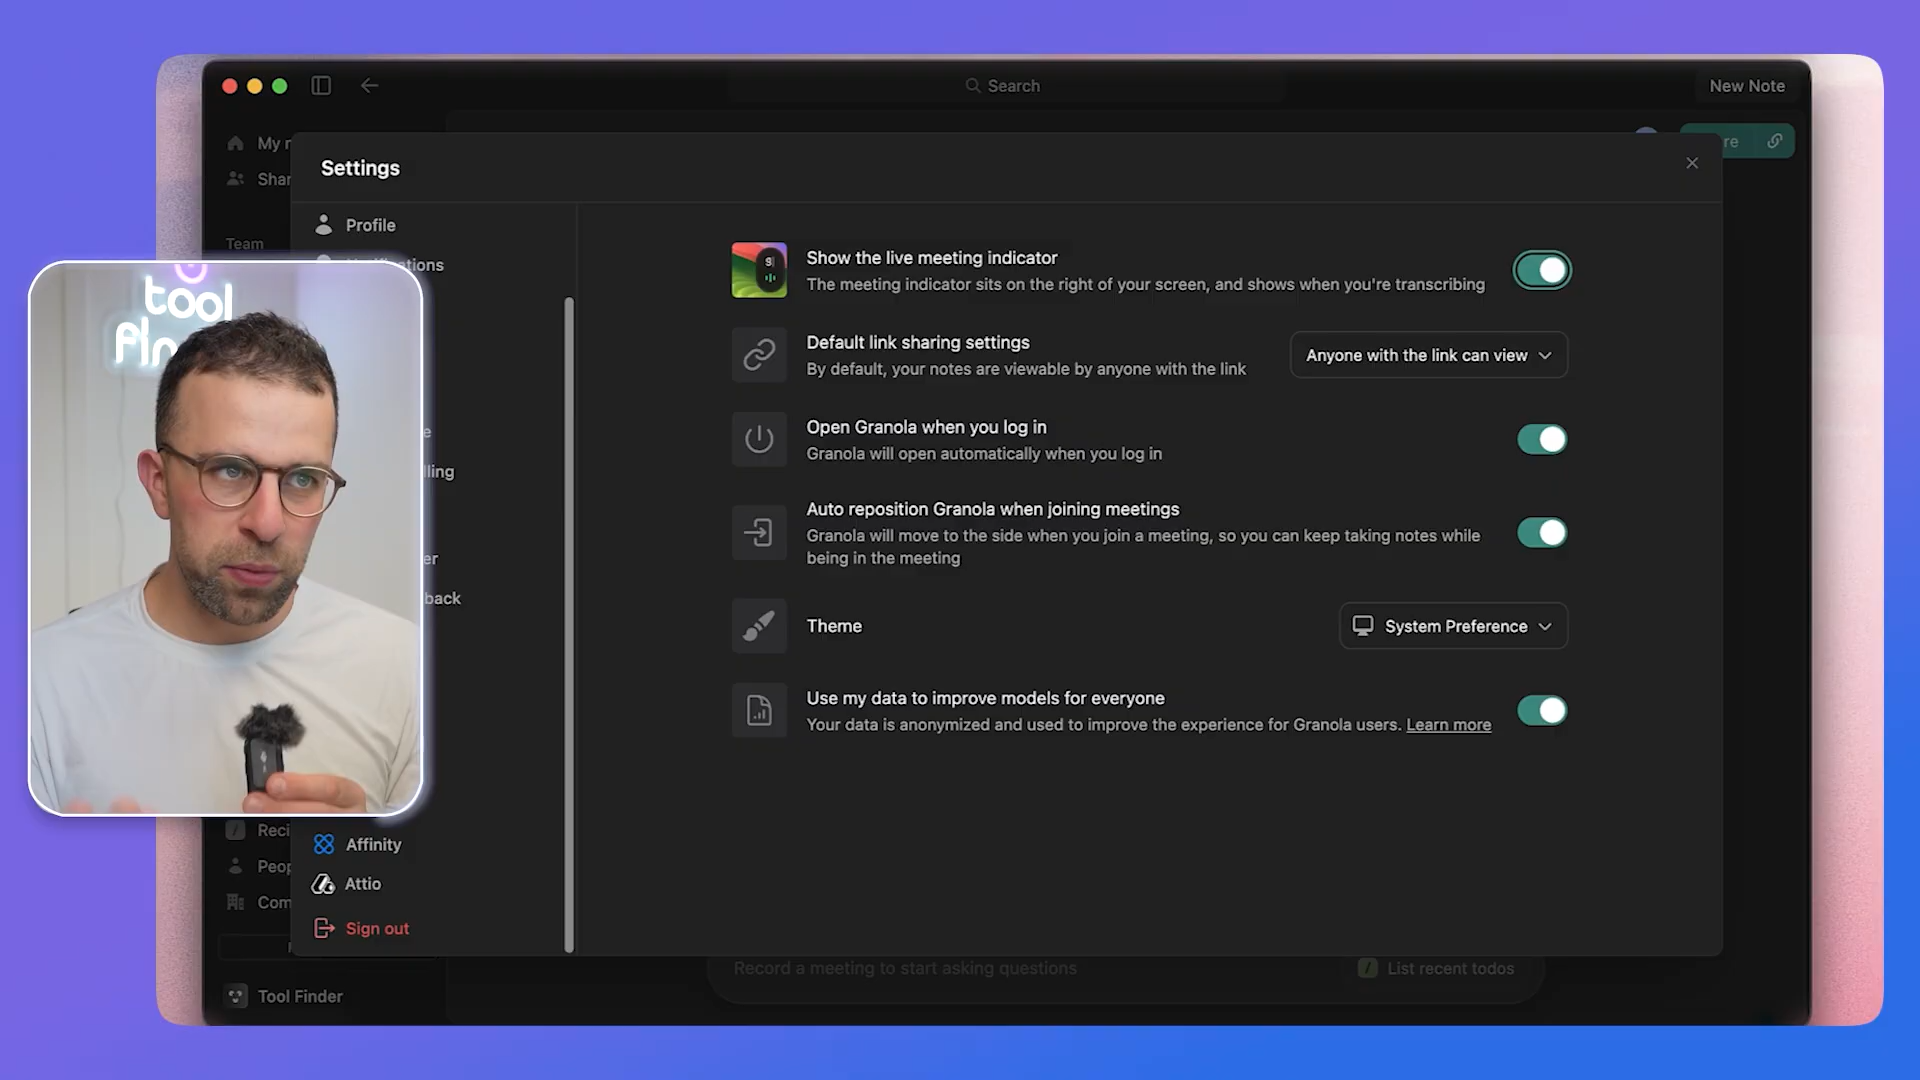 Search
New Note
My
Settings
Team
Profile
tool
Show the live meeting indicator
The meeting indicator sits on the right of your screen, and shows when you're transcribing
Default link sharing settings
By default, your notes are viewable by anyone with the link
Anyone with the link can view
Open Granola when you log in
Granola will open automatically when you log in
Auto reposition Granola when joining meetings
Granola will move to the side when you join a meeting, so you can keep taking notes while
being in the meeting
Theme
System Preference
Use my data to improve models for everyone
Your data is anonymized and used to improve the experience for Granola users. Learn more
Affinity
Attio
Sign out
Record a meeting to start asking questions
List recent todos
Tool Finder